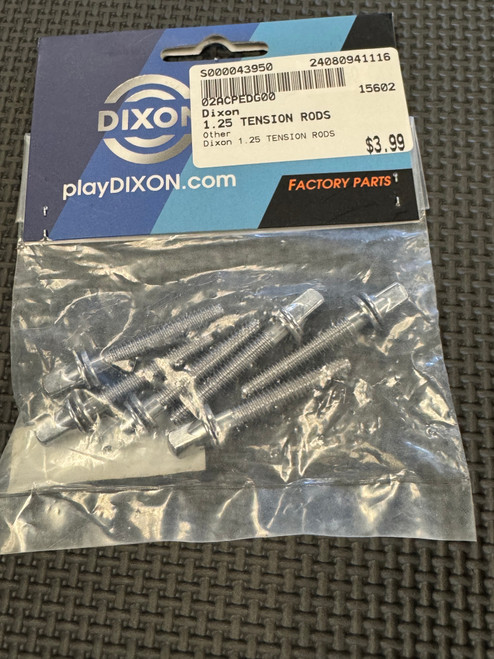 S000043950 24080941116
02ACPEDG00 15602
Dixon
1.25 TENSION RODS
Other
Dixon 1.25 TENSION RODS
$3.99
DIXON
playDIXON.com
FACTORY PARTS